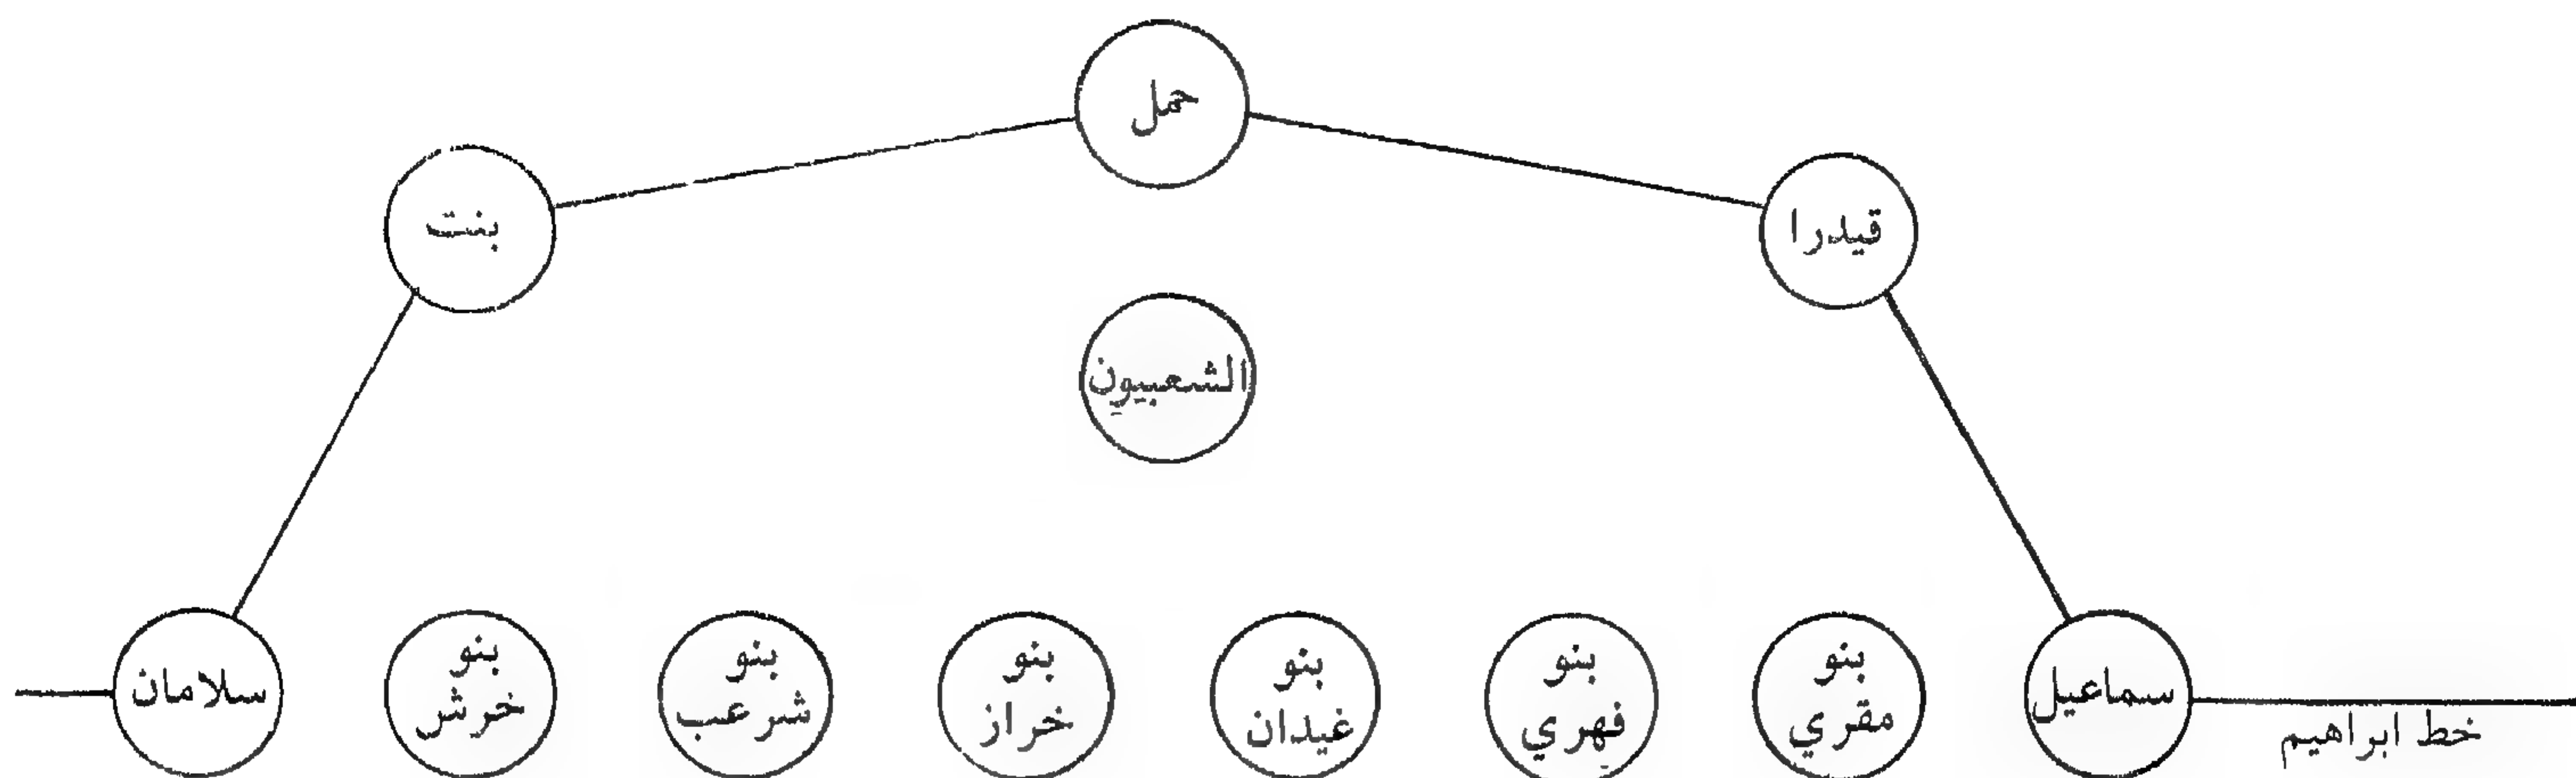 حمل
قيدرا
بنت
الشعبيون
سماعيل
بنو
مقري
بنو
فهري
بنو
غيدان
بنو
خراز
بنو
شرعب
بنو
خرش
سلامان
خط ابراهيم